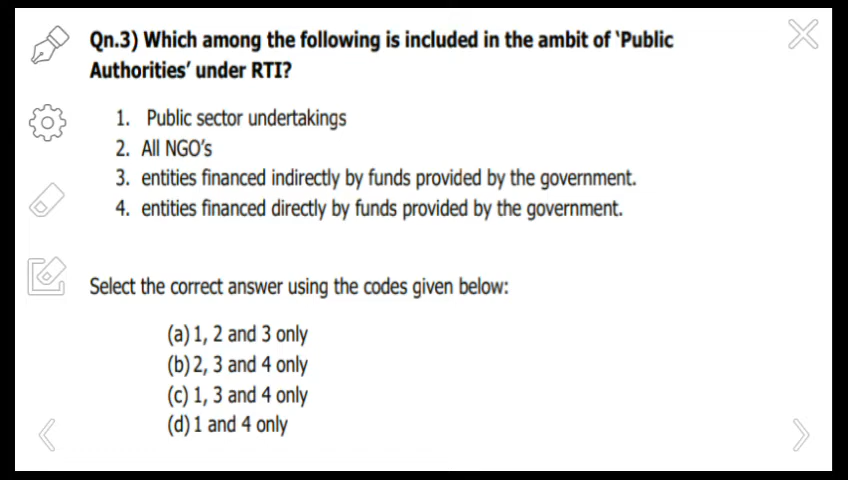 Qn.3) Which among the following is included in the ambit of ‘Public
Authorities’ under RTI?
1. Public sector undertakings
2. All NGO’s
3. entities financed indirectly by funds provided by the government.
4. entities financed directly by funds provided by the government.
Select the correct answer using the codes given below:
(a) 1, 2 and 3 only
(b) 2, 3 and 4 only
(c) 1, 3 and 4 only
(d) 1 and 4 only